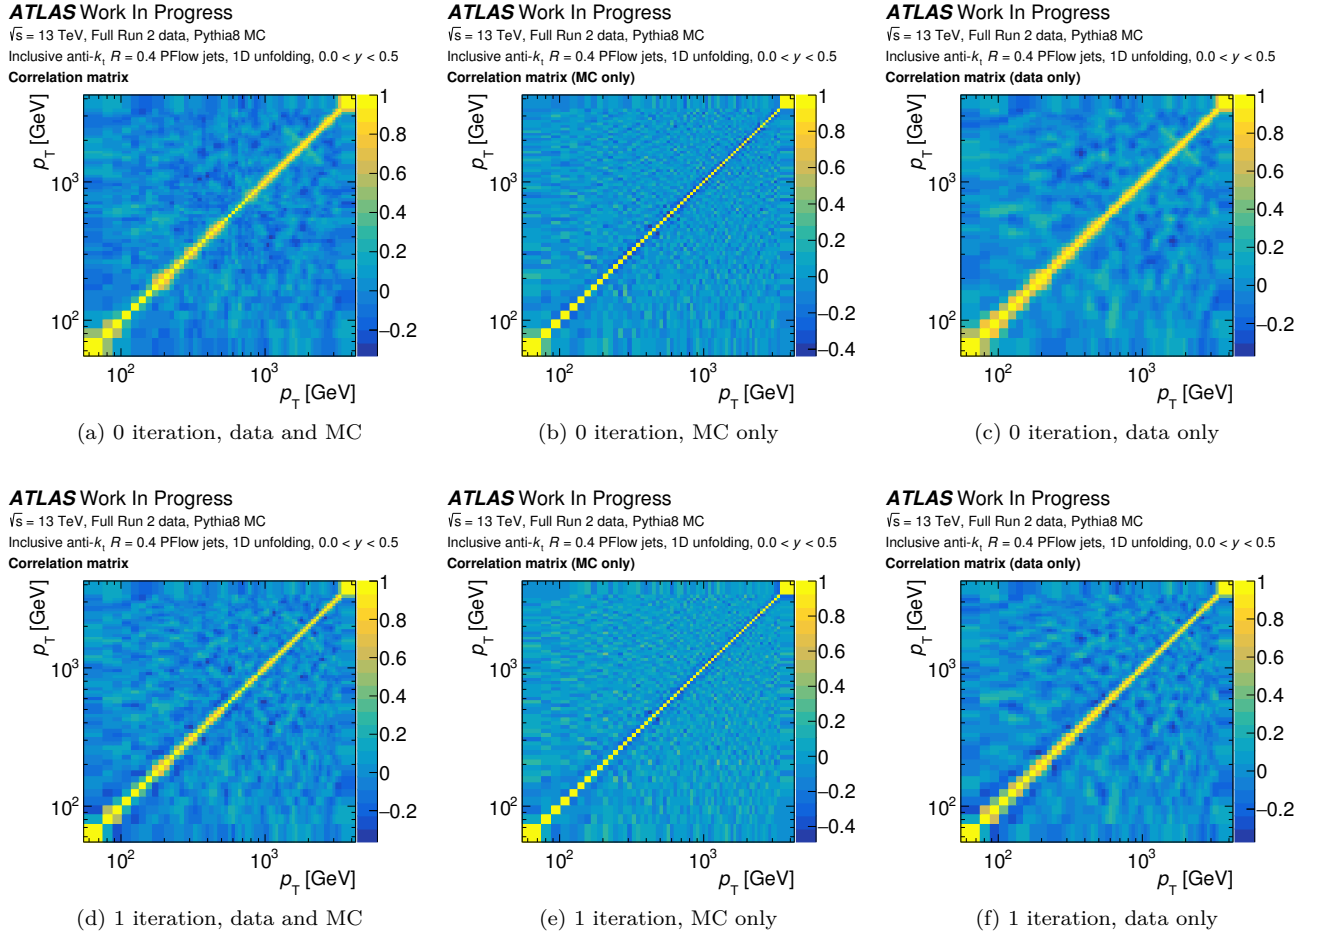 ATLAS Work In Progress
√s = 13 TeV, Full Run 2 data, Pythia8 MC
Inclusive anti-kt R = 0.4 PFlow jets, 1D unfolding, 0.0 < y < 0.5
Correlation matrix
pT [GeV]
10³
10²
10² 10³
pT [GeV]
1
0.8
0.6
0.4
0.2
0
−0.2
(a) 0 iteration, data and MC
ATLAS Work In Progress
√s = 13 TeV, Full Run 2 data, Pythia8 MC
Inclusive anti-kt R = 0.4 PFlow jets, 1D unfolding, 0.0 < y < 0.5
Correlation matrix (MC only)
pT [GeV]
10³
10²
10² 10³
pT [GeV]
1
0.8
0.6
0.4
0.2
0
−0.2
−0.4
(b) 0 iteration, MC only
ATLAS Work In Progress
√s = 13 TeV, Full Run 2 data, Pythia8 MC
Inclusive anti-kt R = 0.4 PFlow jets, 1D unfolding, 0.0 < y < 0.5
Correlation matrix (data only)
pT [GeV]
10³
10²
10² 10³
pT [GeV]
1
0.8
0.6
0.4
0.2
0
−0.2
(c) 0 iteration, data only
ATLAS Work In Progress
√s = 13 TeV, Full Run 2 data, Pythia8 MC
Inclusive anti-kt R = 0.4 PFlow jets, 1D unfolding, 0.0 < y < 0.5
Correlation matrix
pT [GeV]
10³
10²
10² 10³
pT [GeV]
1
0.8
0.6
0.4
0.2
0
−0.2
(d) 1 iteration, data and MC
ATLAS Work In Progress
√s = 13 TeV, Full Run 2 data, Pythia8 MC
Inclusive anti-kt R = 0.4 PFlow jets, 1D unfolding, 0.0 < y < 0.5
Correlation matrix (MC only)
pT [GeV]
10³
10²
10² 10³
pT [GeV]
1
0.8
0.6
0.4
0.2
0
−0.2
−0.4
(e) 1 iteration, MC only
ATLAS Work In Progress
√s = 13 TeV, Full Run 2 data, Pythia8 MC
Inclusive anti-kt R = 0.4 PFlow jets, 1D unfolding, 0.0 < y < 0.5
Correlation matrix (data only)
pT [GeV]
10³
10²
10² 10³
pT [GeV]
1
0.8
0.6
0.4
0.2
0
−0.2
(f) 1 iteration, data only